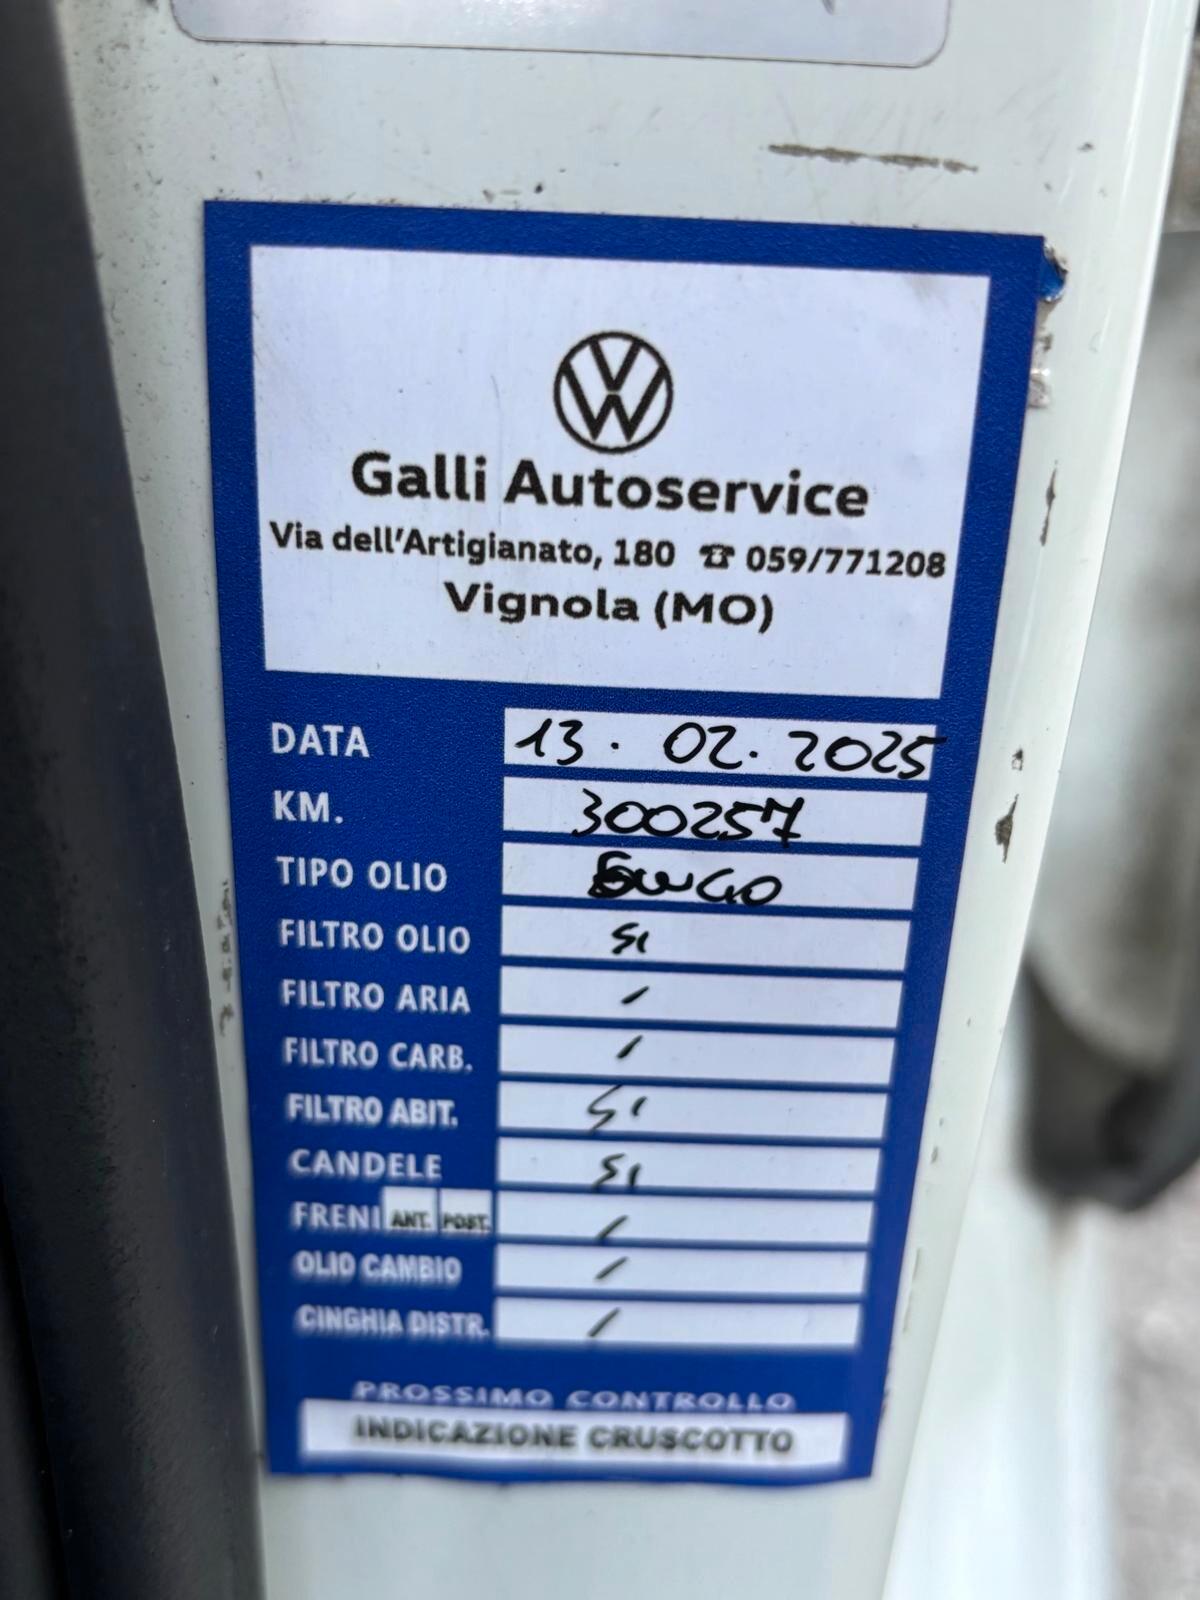 Galli Autoservice
Via dell'Artigianato, 180 ☎ 059/771208
Vignola (MO)
DATA 13.02.2025
KM. 300257
TIPO OLIO 5W40
FILTRO OLIO SI
FILTRO ARIA /
FILTRO CARB. /
FILTRO ABIT. SI
CANDELE SI
FRENI ANT. POST. /
OLIO CAMBIO /
CINGHIA DISTR. /
PROSSIMO CONTROLLO
INDICAZIONE CRUSCOTTO